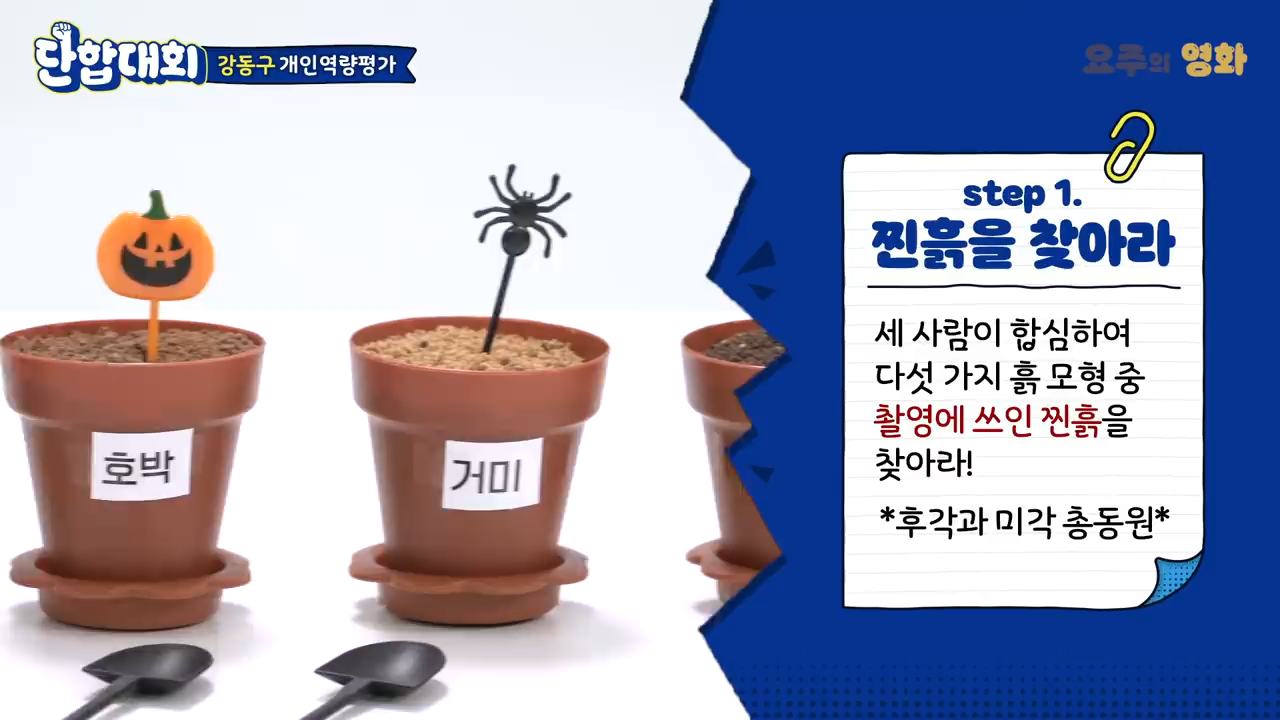 단합대회 강동구 개인역량평가
요주의 영화
step 1.
찐흙을 찾아라
세 사람이 합심하여
다섯 가지 흙 모형 중
촬영에 쓰인 찐흙을
찾아라!
*후각과 미각 총동원*
호박
거미